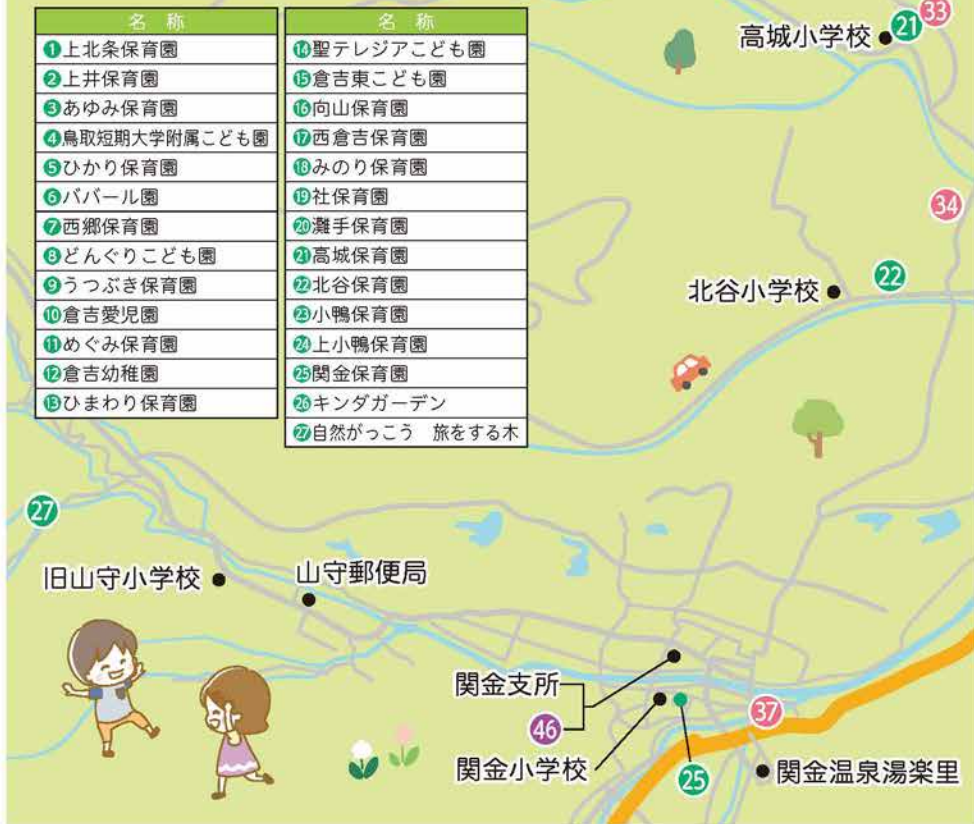 名 称
❶上北条保育園
❷上井保育園
❸あゆみ保育園
❹鳥取短期大学附属こども園
❺ひかり保育園
❻ババール園
❼西郷保育園
❽どんぐりこども園
❾うつぶき保育園
❿倉吉愛児園
⓫めぐみ保育園
⓬倉吉幼稚園
⓭ひまわり保育園
名 称
⓮聖テレジアこども園
⓯倉吉東こども園
⓰向山保育園
⓱西倉吉保育園
⓲みのり保育園
⓳社保育園
⓴灘手保育園
㉑高城保育園
㉒北谷保育園
㉓小鴨保育園
㉔上小鴨保育園
㉕関金保育園
㉖キンダガーデン
㉗自然がっこう 旅をする木
33
高城小学校
21
34
22
北谷小学校
27
旧山守小学校
山守郵便局
関金支所
46
37
関金小学校
25
関金温泉湯楽里